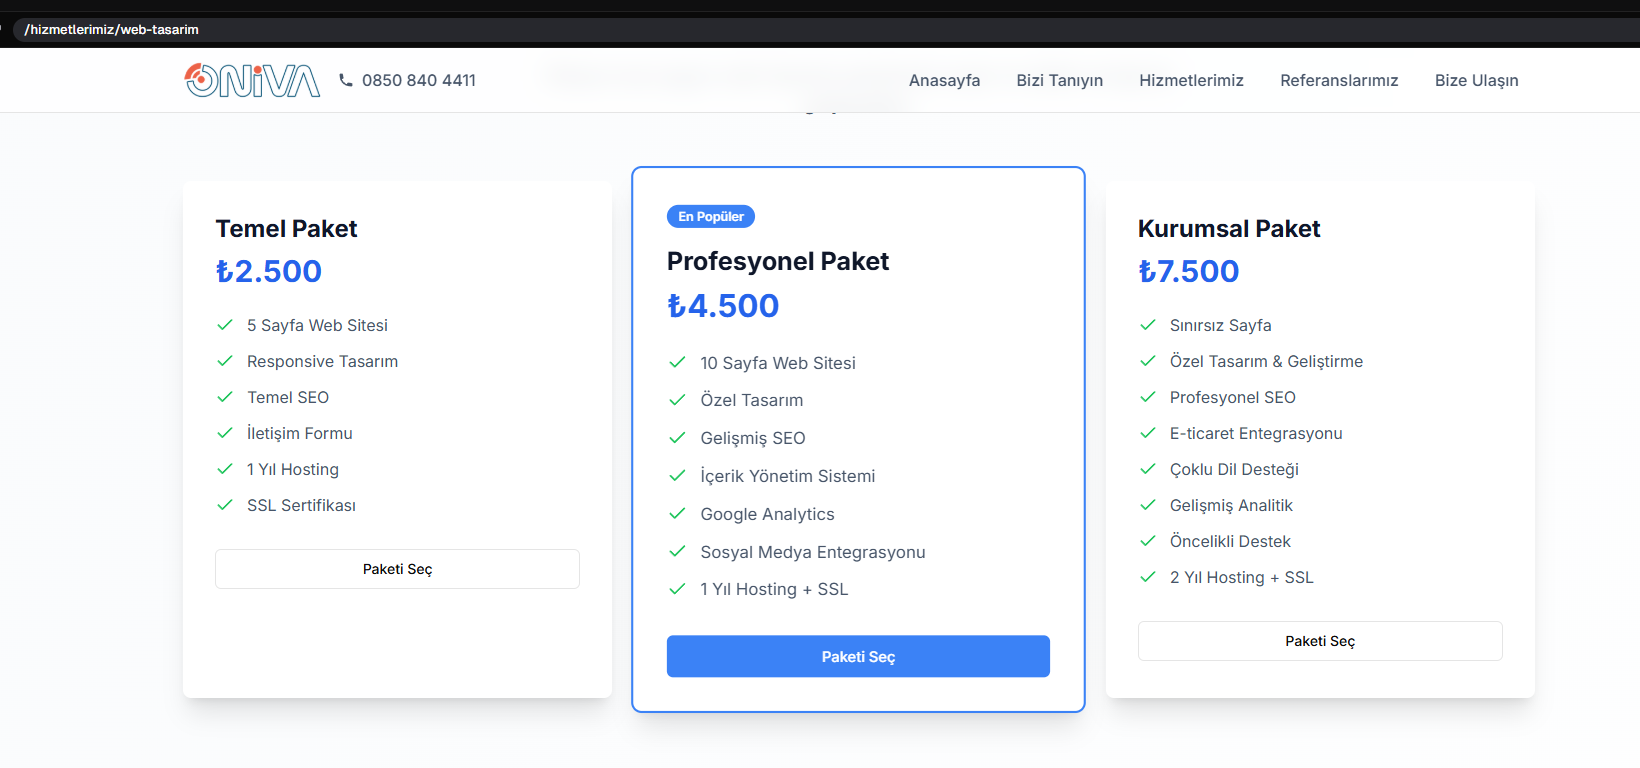 /hizmetlerimiz/web-tasarim
ONiVA
0850 840 4411
Anasayfa
Bizi Tanıyın
Hizmetlerimiz
Referanslarımız
Bize Ulaşın
Temel Paket
₺2.500
5 Sayfa Web Sitesi
Responsive Tasarım
Temel SEO
İletişim Formu
1 Yıl Hosting
SSL Sertifikası
Paketi Seç
En Popüler
Profesyonel Paket
₺4.500
10 Sayfa Web Sitesi
Özel Tasarım
Gelişmiş SEO
İçerik Yönetim Sistemi
Google Analytics
Sosyal Medya Entegrasyonu
1 Yıl Hosting + SSL
Paketi Seç
Kurumsal Paket
₺7.500
Sınırsız Sayfa
Özel Tasarım & Geliştirme
Profesyonel SEO
E-ticaret Entegrasyonu
Çoklu Dil Desteği
Gelişmiş Analitik
Öncelikli Destek
2 Yıl Hosting + SSL
Paketi Seç